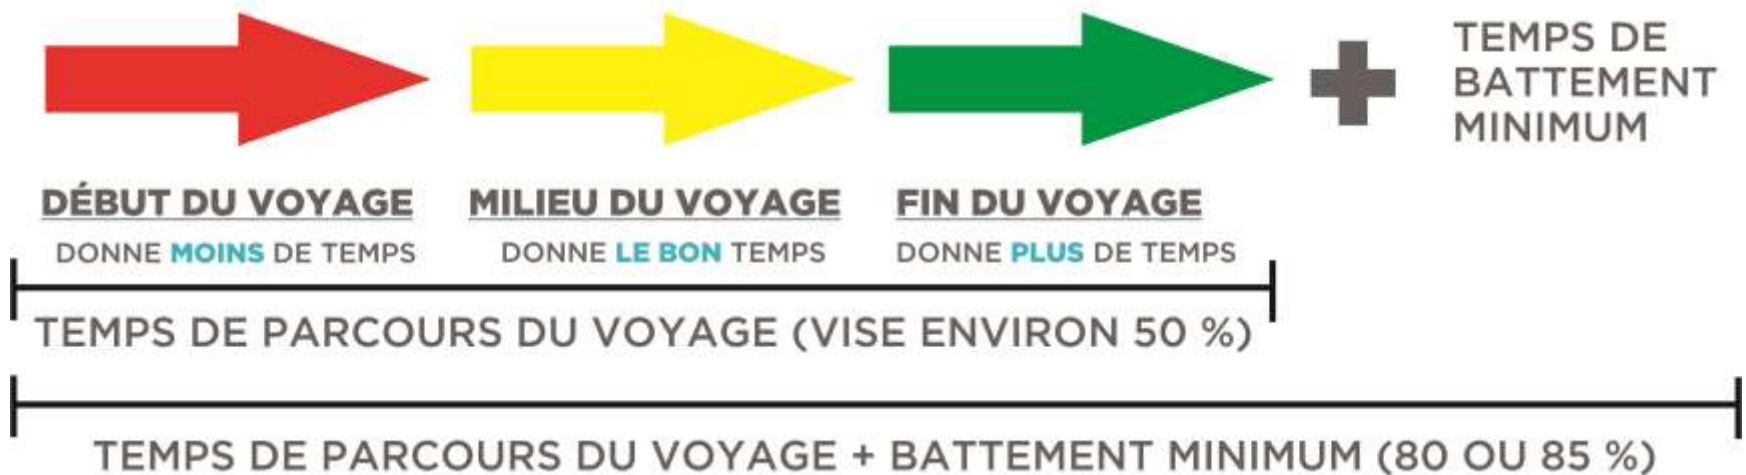 TEMPS DE
BATTEMENT
MINIMUM
DÉBUT DU VOYAGE
DONNE MOINS DE TEMPS
MILIEU DU VOYAGE
DONNE LE BON TEMPS
FIN DU VOYAGE
DONNE PLUS DE TEMPS
TEMPS DE PARCOURS DU VOYAGE (VISE ENVIRON 50 %)
TEMPS DE PARCOURS DU VOYAGE + BATTEMENT MINIMUM (80 OU 85 %)